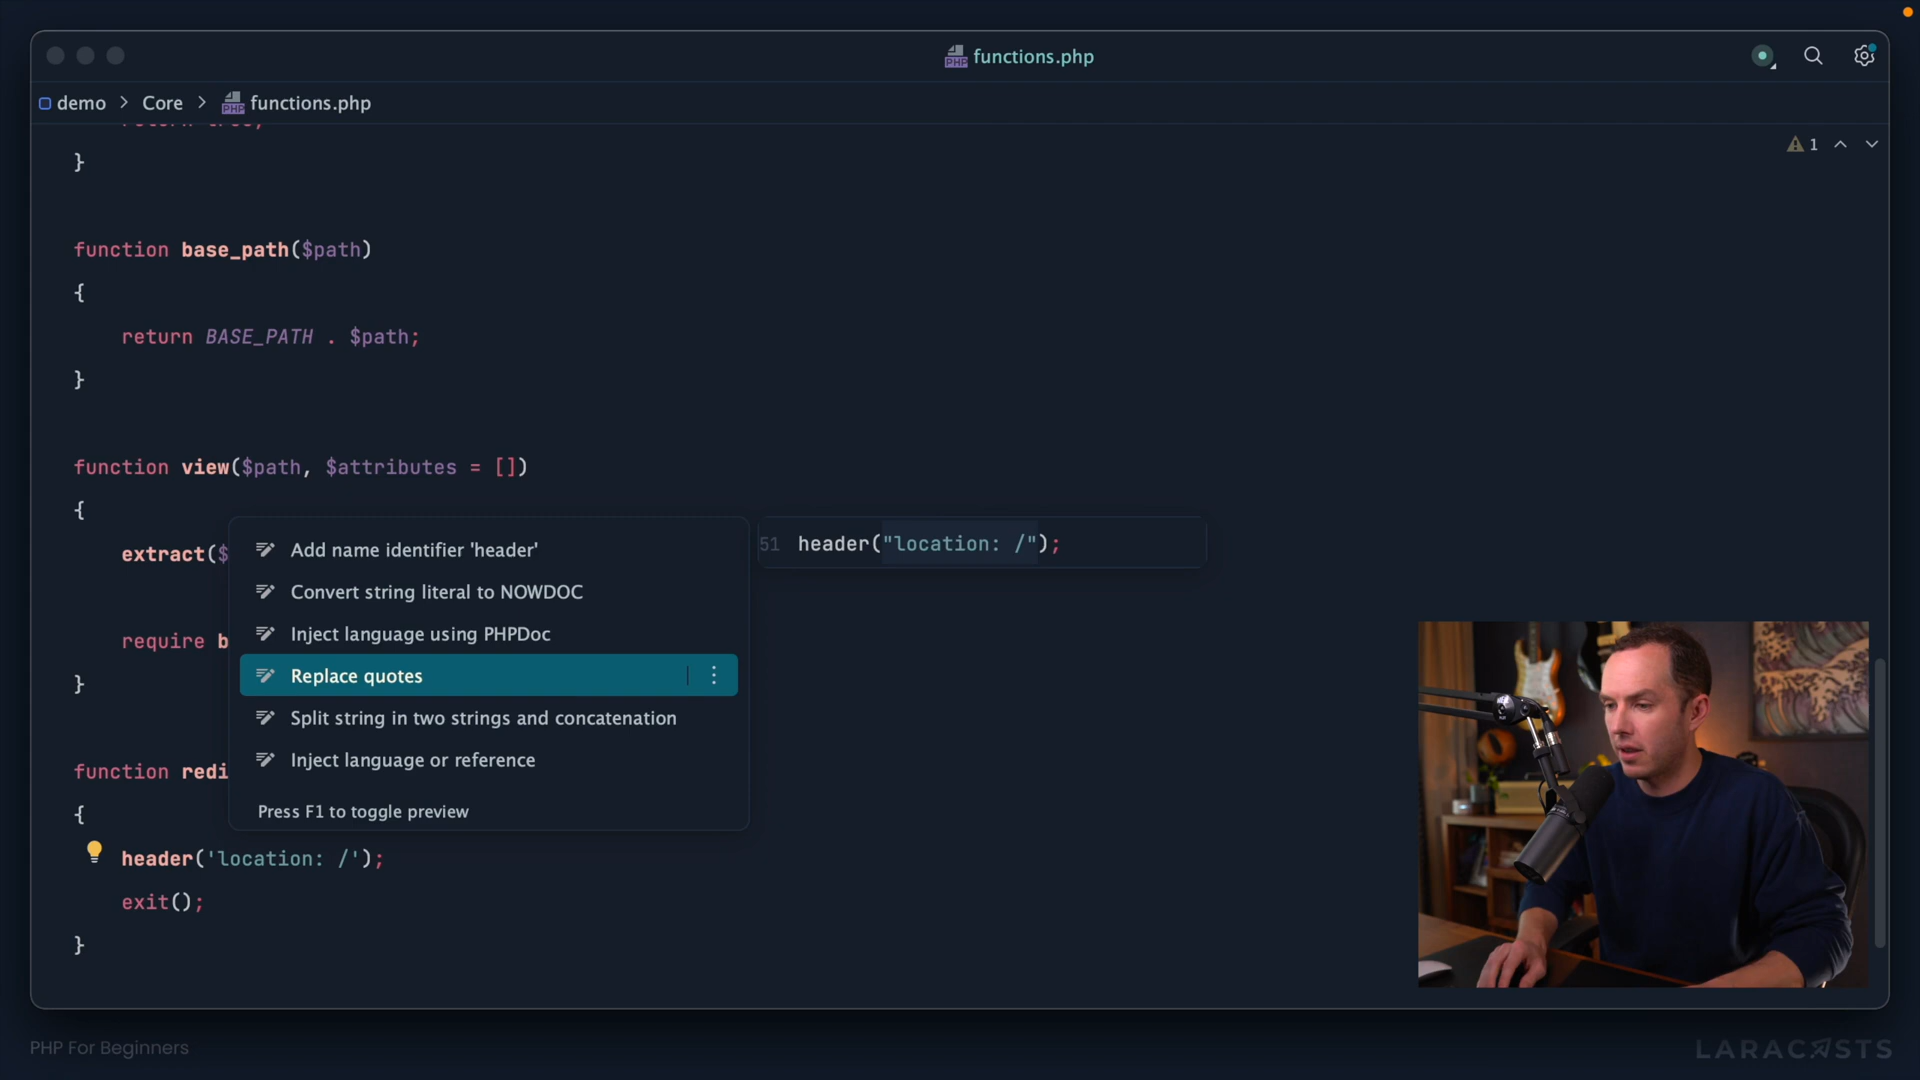 functions.php
demo > Core > functions.php
return true;
1
}
function base_path($path)
{
return BASE_PATH . $path;
}
function view($path, $attributes = [])
{
extract($
require b
}
function redi
{
header('location: /');
exit();
}
Add name identifier 'header'
Convert string literal to NOWDOC
Inject language using PHPDoc
Replace quotes
Split string in two strings and concatenation
Inject language or reference
Press F1 to toggle preview
51 header("location: /");
PHP For Beginners
LARACASTS